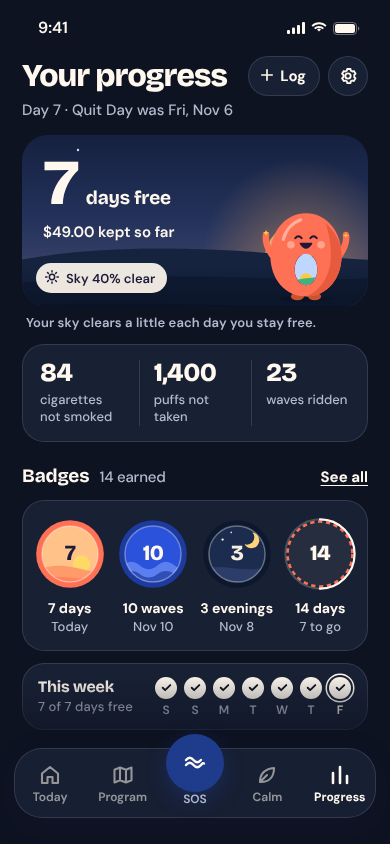 9:41
Your progress
+ Log
Day 7 · Quit Day was Fri, Nov 6
7 days free
$49.00 kept so far
Sky 40% clear
Your sky clears a little each day you stay free.
84 1,400 23
cigarettes puffs not waves ridden
not smoked taken
Badges 14 earned See all
7 10 3 14
7 days 10 waves 3 evenings 14 days
Today Nov 10 Nov 8 7 to go
This week
7 of 7 days free
S S M T W T F
Today Program SOS Calm Progress